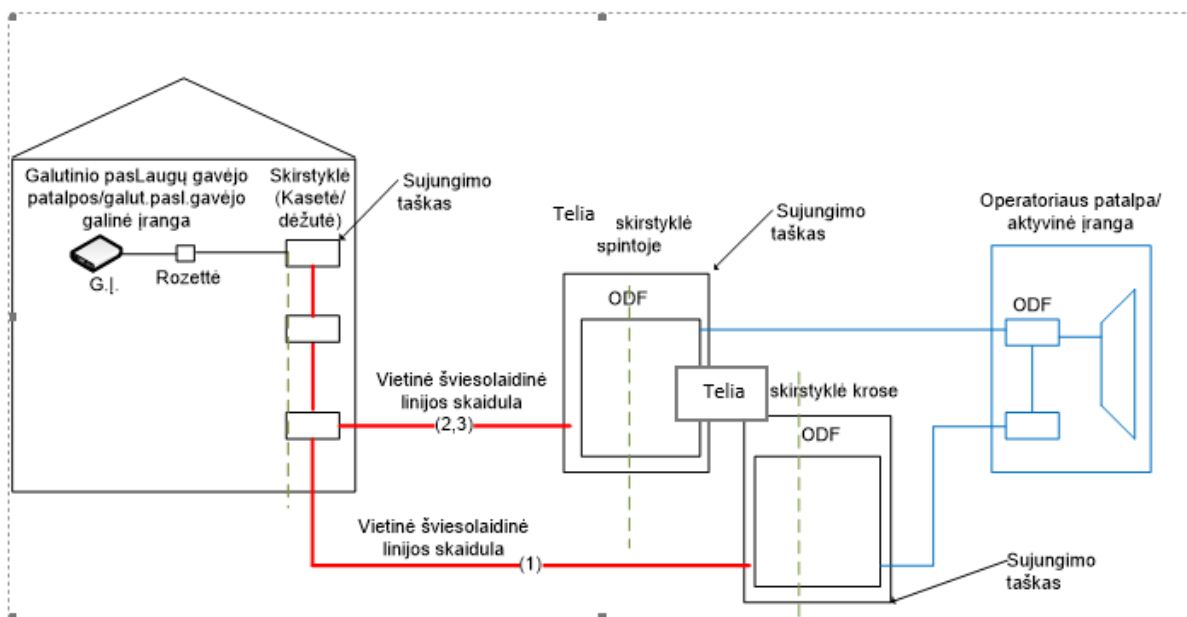 Galutinio pasLaugų gavėjo
patalpos/galut.pasl.gavėjo
galinė įranga
Skirstyklė
(Kasetė/
dėžutė)
Sujungimo
taškas
G.Į.
Rozettė
Telia
skirstyklė
spintoje
Sujungimo
taškas
Operatoriaus patalpa/
aktyvinė įranga
ODF
ODF
Vietinė šviesolaidinė
linijos skaidula
(2,3)
Telia
skirstyklė krose
ODF
Vietinė šviesolaidinė
linijos skaidula
(1)
Sujungimo
taškas